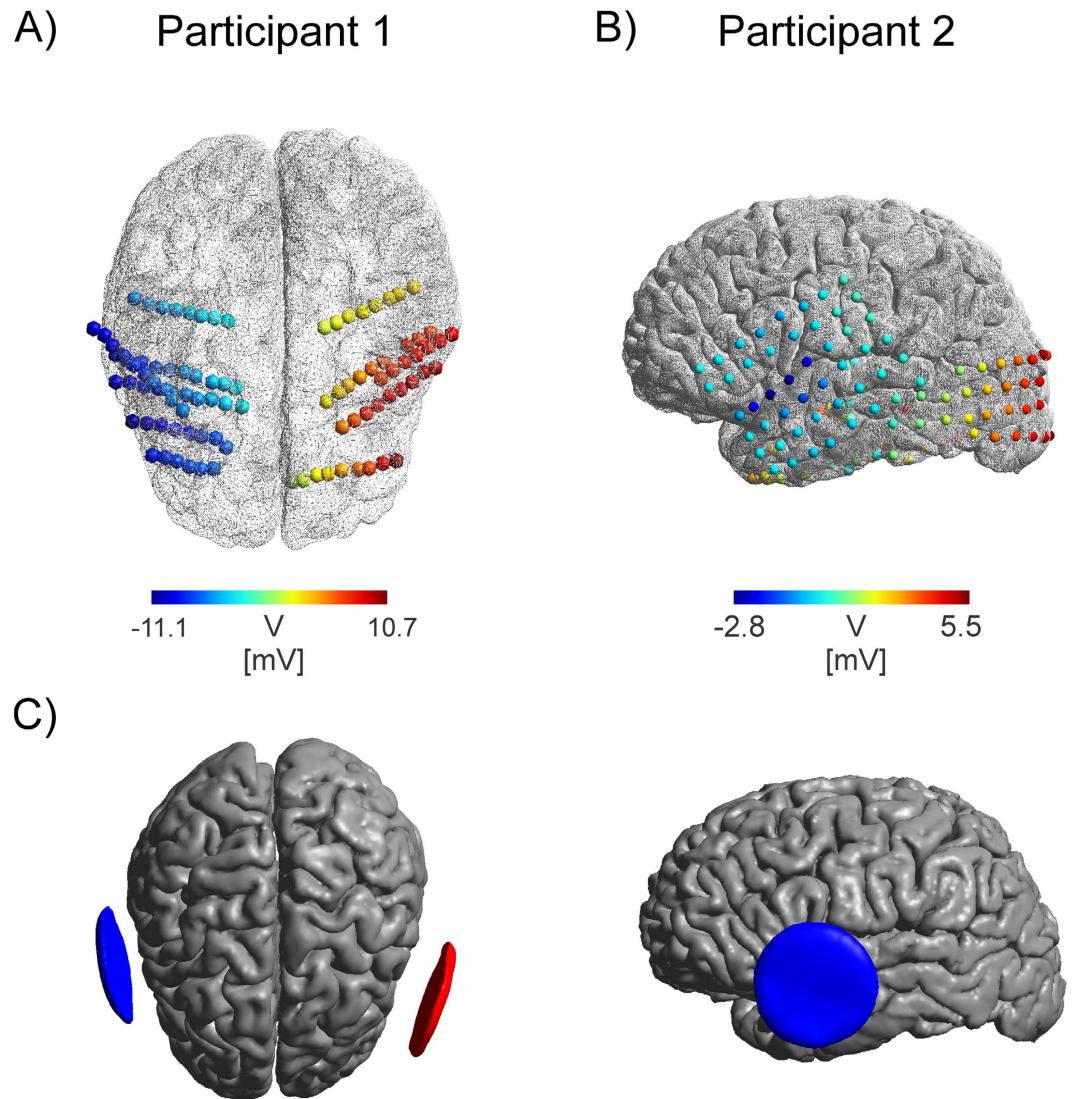 A) Participant 1
B) Participant 2
-11.1 V 10.7
[mV]
-2.8 V 5.5
[mV]
C)